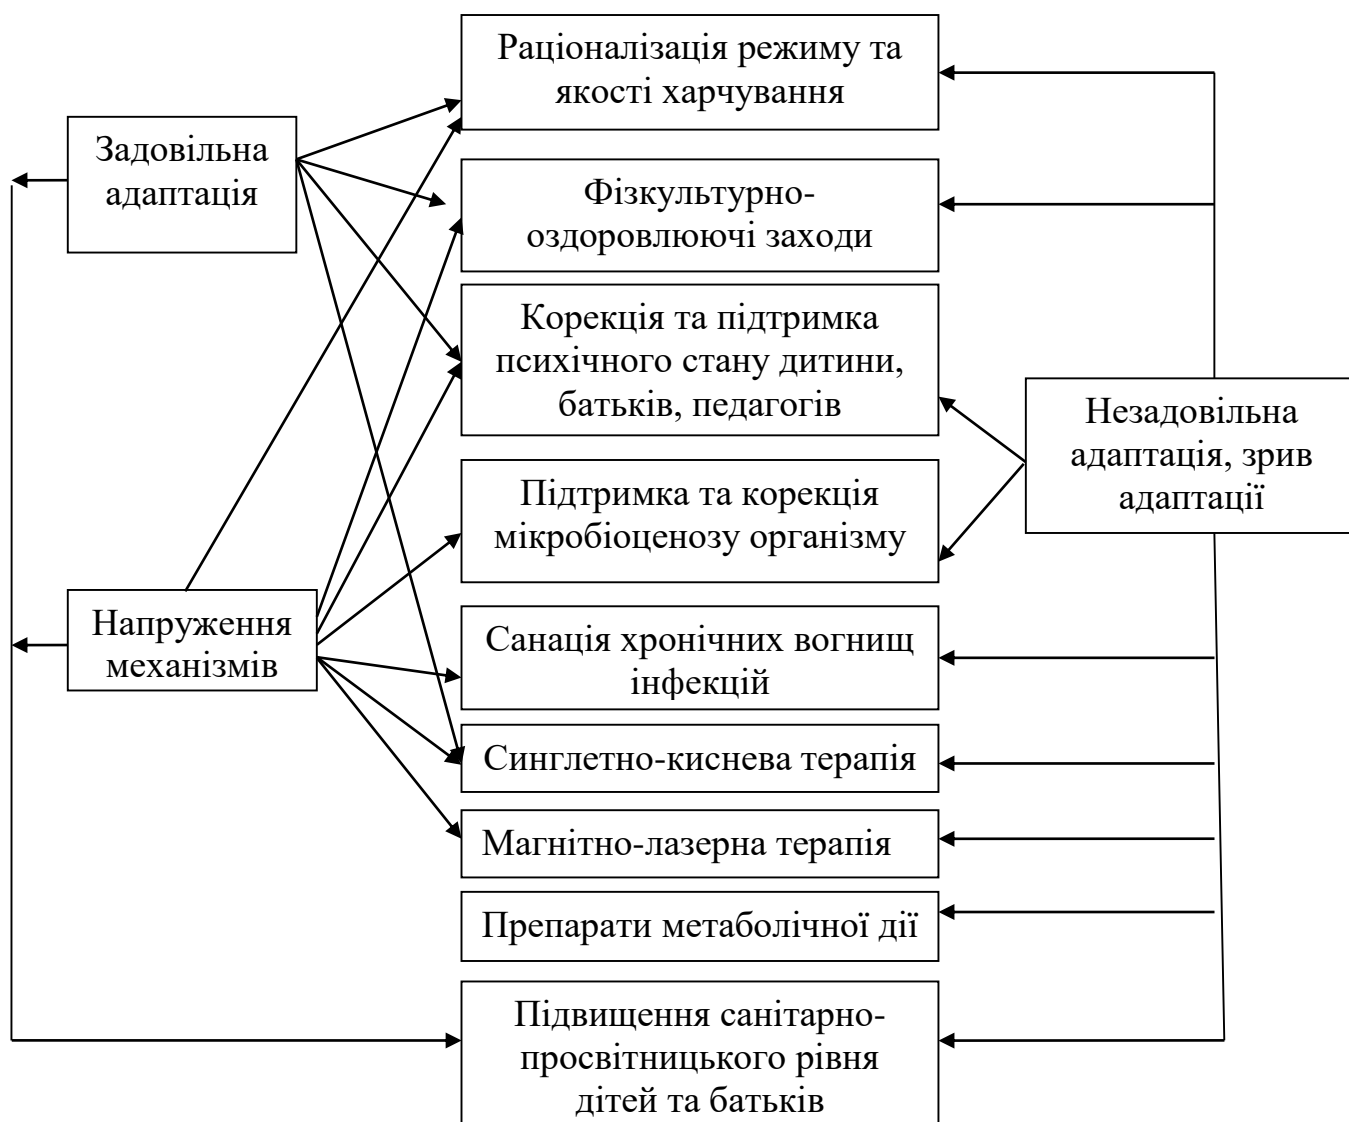 Раціоналізація режиму та
якості харчування
Задовільна
адаптація
Фізкультурно-
оздоровлюючі заходи
Корекція та підтримка
психічного стану дитини,
батьків, педагогів
Незадовільна
адаптація, зрив
адаптації
Підтримка та корекція
мікробіоценозу організму
Напруження
механізмів
Санація хронічних вогнищ
інфекцій
Синглетно-киснева терапія
Магнітно-лазерна терапія
Препарати метаболічної дії
Підвищення санітарно-
просвітницького рівня
дітей та батьків